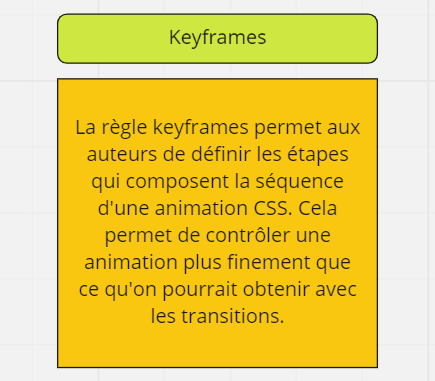 Keyframes
La règle keyframes permet aux
auteurs de définir les étapes
qui composent la séquence
d'une animation CSS. Cela
permet de contrôler une
animation plus finement que
ce qu'on pourrait obtenir avec
les transitions.